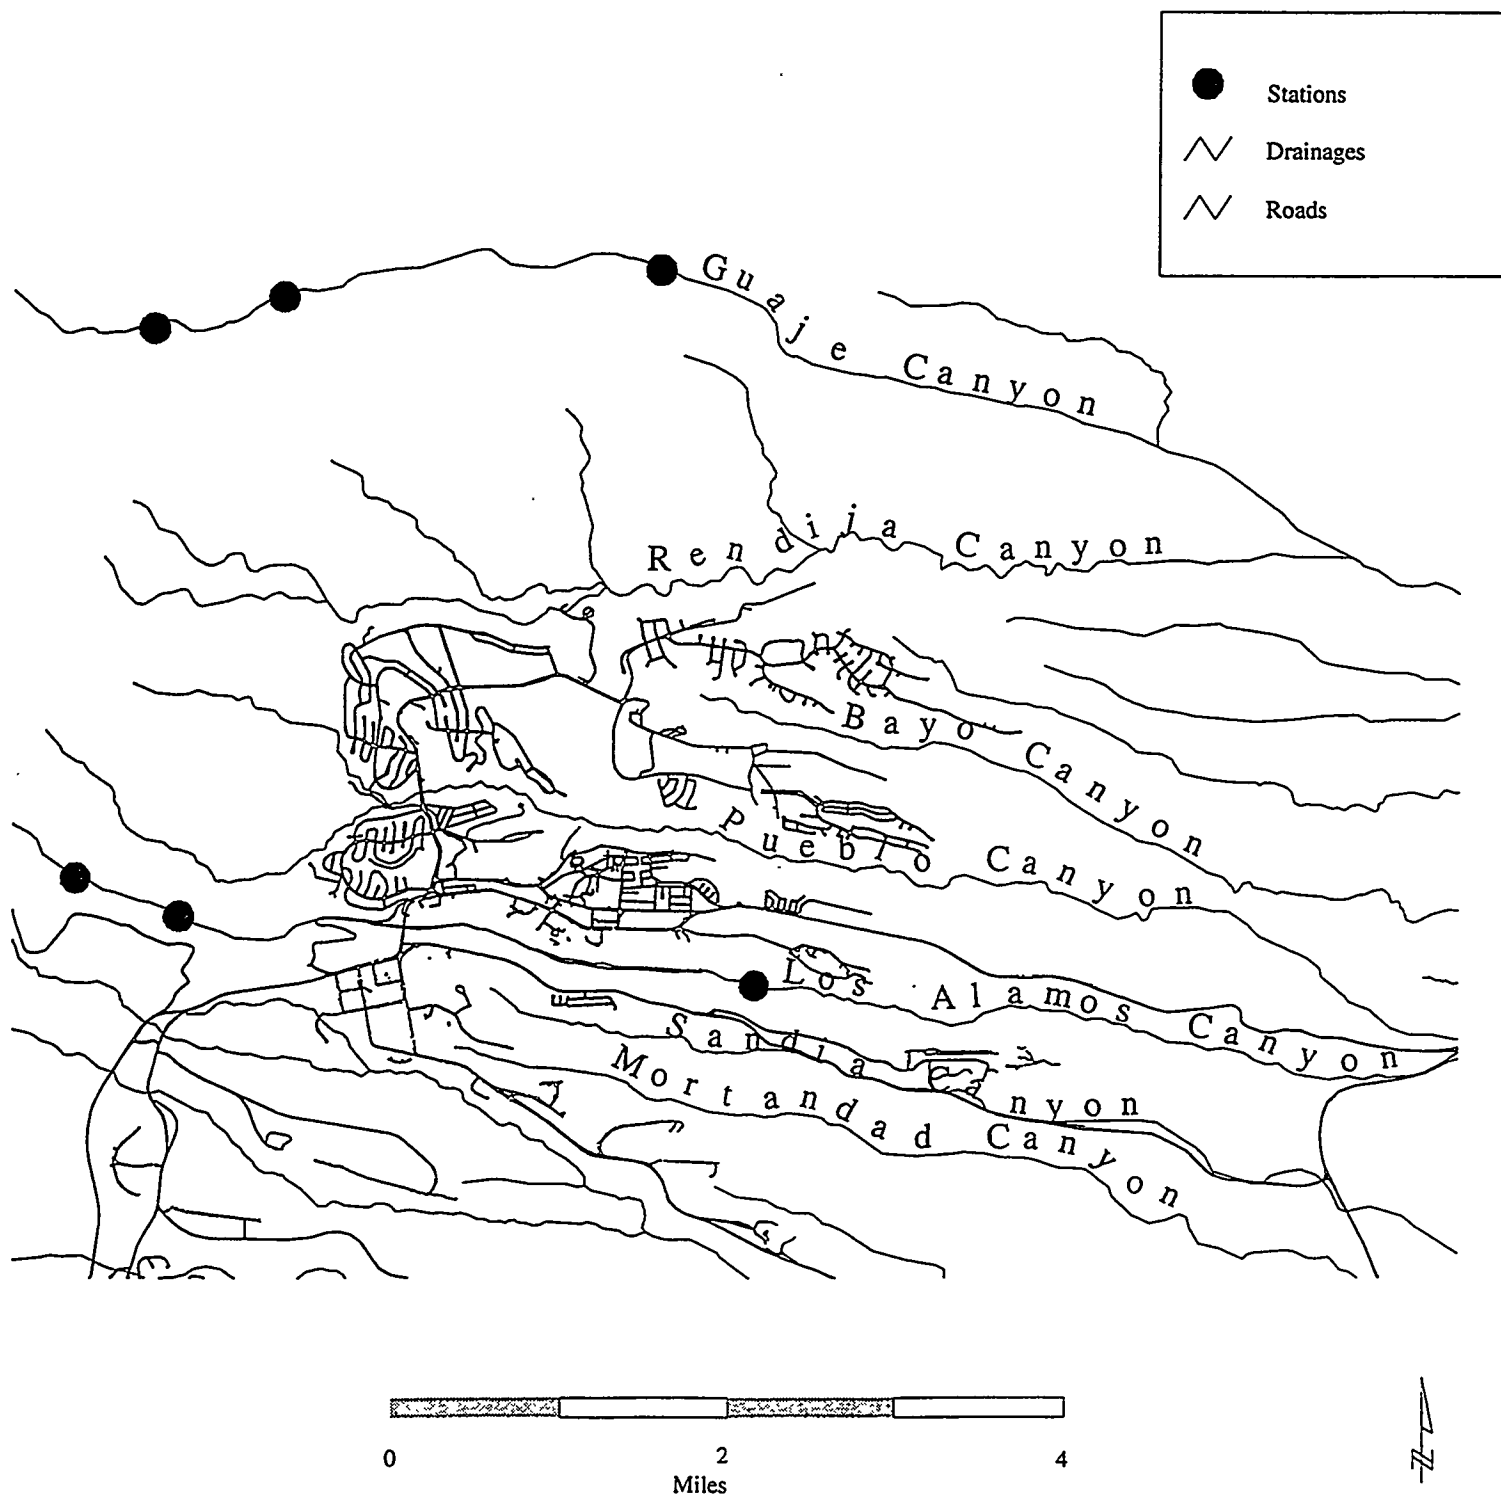 Stations
Drainages
Roads
Guaje Canyon
Rendija Canyon
Bayo Canyon
Pueblo Canyon
Los Alamos Canyon
Sandia Canyon
Mortandad Canyon
0 2 4
Miles
N